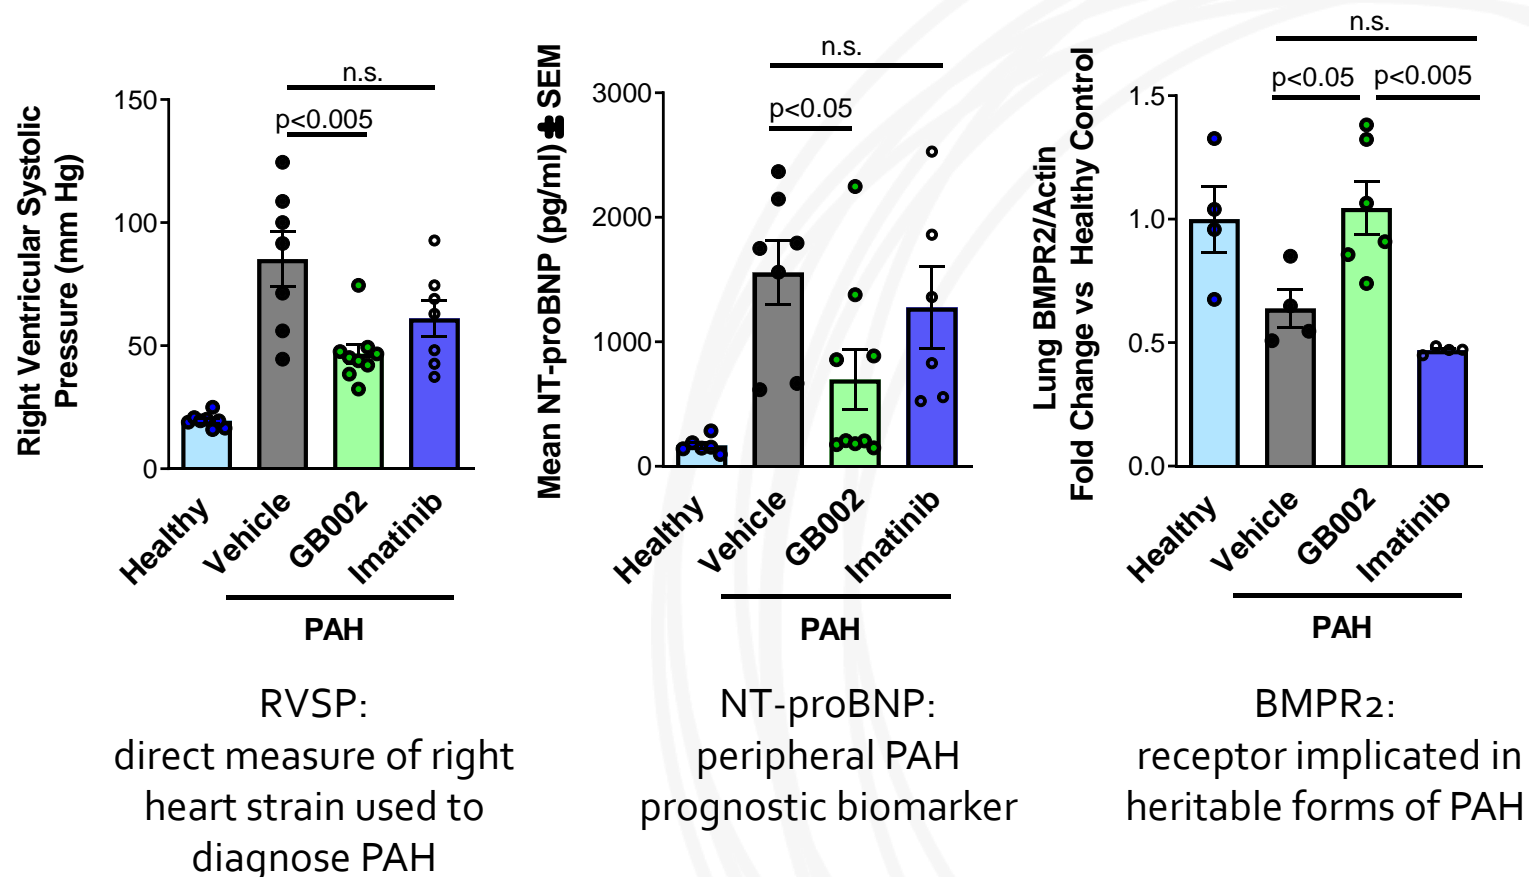 Right Ventricular Systolic
Pressure (mm Hg)
150
100
50
0
n.s.
p<0.005
Healthy
Vehicle
GB002
Imatinib
PAH
RVSP:
direct measure of right
heart strain used to
diagnose PAH
Mean NT-proBNP (pg/ml) ± SEM
3000
2000
1000
0
n.s.
p<0.05
Healthy
Vehicle
GB002
Imatinib
PAH
NT-proBNP:
peripheral PAH
prognostic biomarker
Lung BMPR2/Actin
Fold Change vs Healthy Control
1.5
1.0
0.5
0.0
n.s.
p<0.05
p<0.005
Healthy
Vehicle
GB002
Imatinib
PAH
BMPR2:
receptor implicated in
heritable forms of PAH